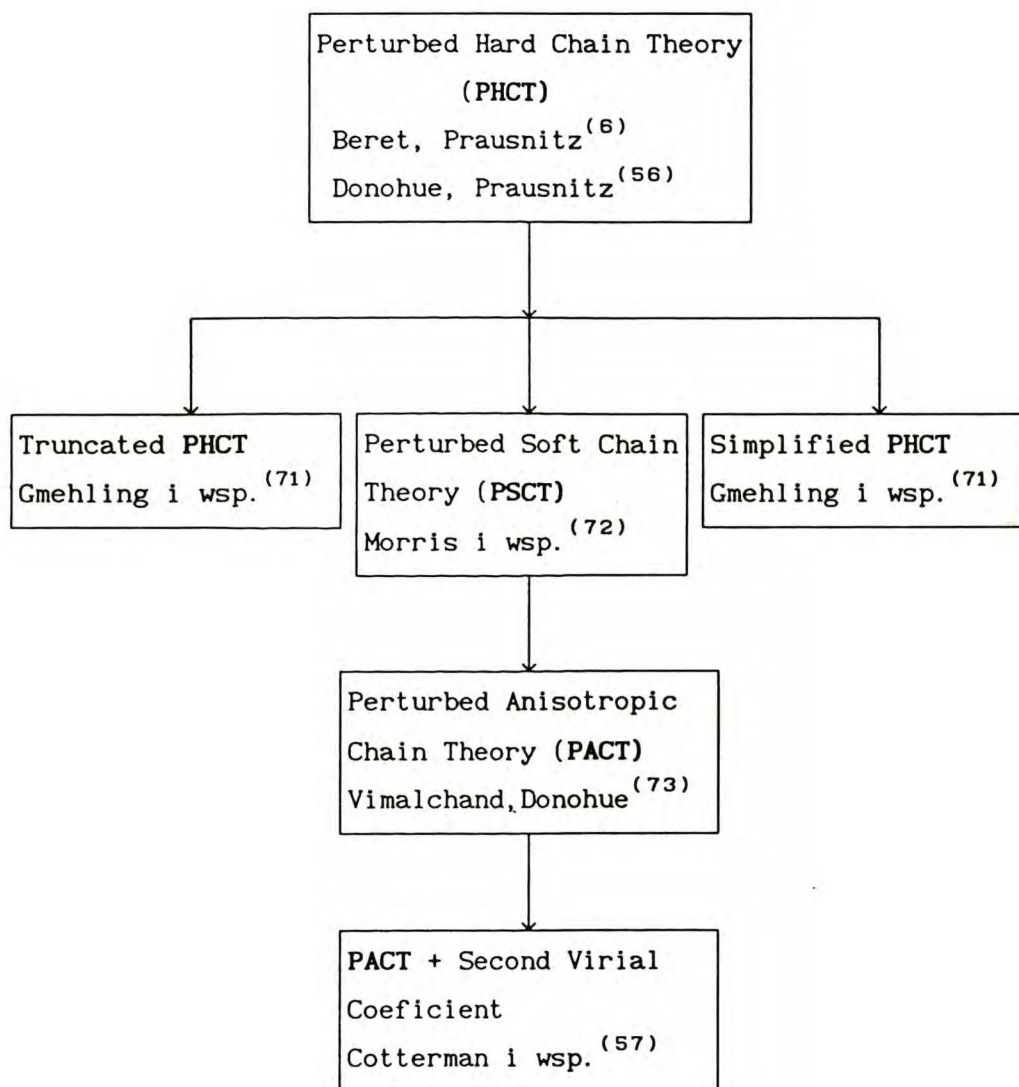 Perturbed Hard Chain Theory
(PHCT)
Beret, Prausnitz(6)
Donohue, Prausnitz(56)
Truncated PHCT
Gmehling i wsp.(71)
Perturbed Soft Chain
Theory (PSCT)
Morris i wsp.(72)
Simplified PHCT
Gmehling i wsp.(71)
Perturbed Anisotropic
Chain Theory (PACT)
Vimalchand, Donohue(73)
PACT + Second Virial
Coeficient
Cotterman i wsp.(57)